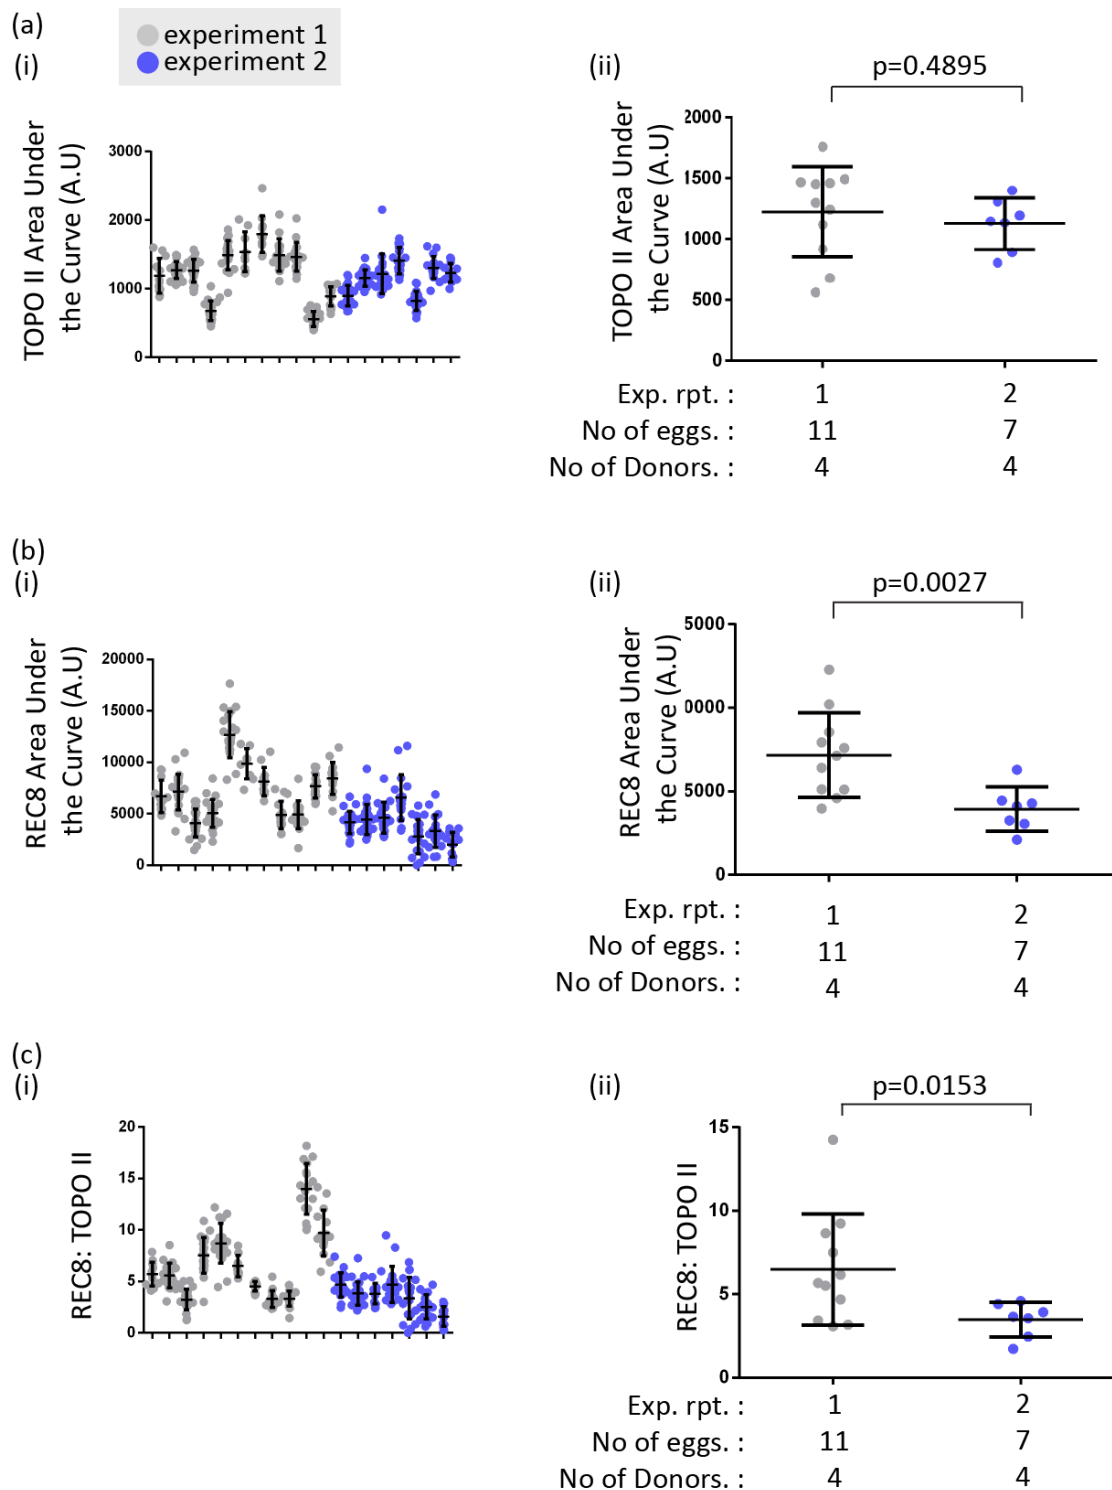 (a)
experiment 1
experiment 2
(i)
TOPO II Area Under
the Curve (A.U)
3000
2000
1000
0
(ii)
p=0.4895
TOPO II Area Under
the Curve (A.U)
2000
1500
1000
500
0
Exp. rpt. : 1 2
No of eggs. : 11 7
No of Donors. : 4 4
(b)
(i)
REC8 Area Under
the Curve (A.U)
20000
15000
10000
5000
0
(ii)
p=0.0027
REC8 Area Under
the Curve (A.U)
5000
0000
5000
0
Exp. rpt. : 1 2
No of eggs. : 11 7
No of Donors. : 4 4
(c)
(i)
REC8: TOPO II
20
15
10
5
0
(ii)
p=0.0153
REC8: TOPO II
15
10
5
0
Exp. rpt. : 1 2
No of eggs. : 11 7
No of Donors. : 4 4